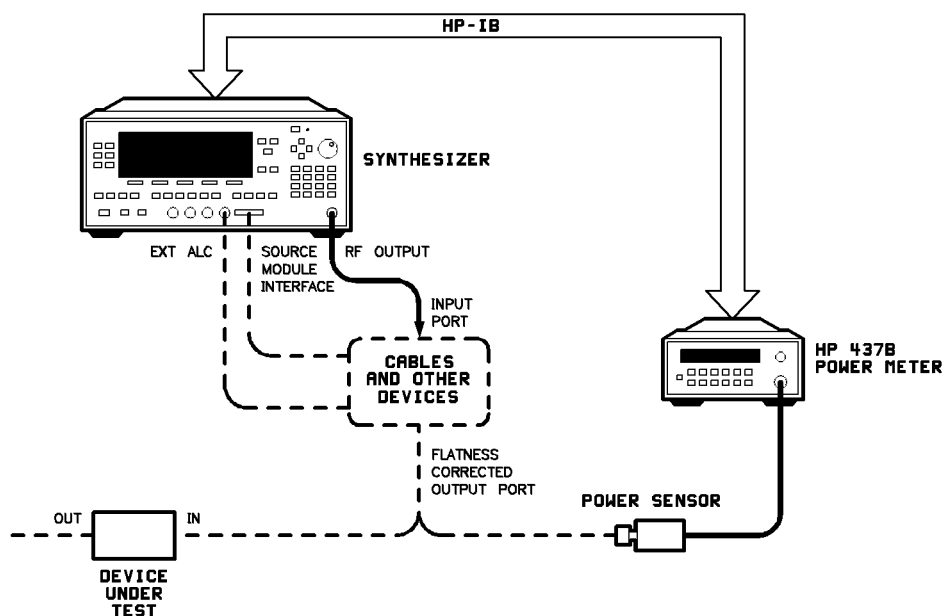 HP-IB
SYNTHESIZER
EXT ALC
SOURCE
MODULE
INTERFACE
RF OUTPUT
INPUT
PORT
CABLES
AND OTHER
DEVICES
HP 437B
POWER METER
FLATNESS
CORRECTED
OUTPUT PORT
POWER SENSOR
OUT
IN
DEVICE
UNDER
TEST